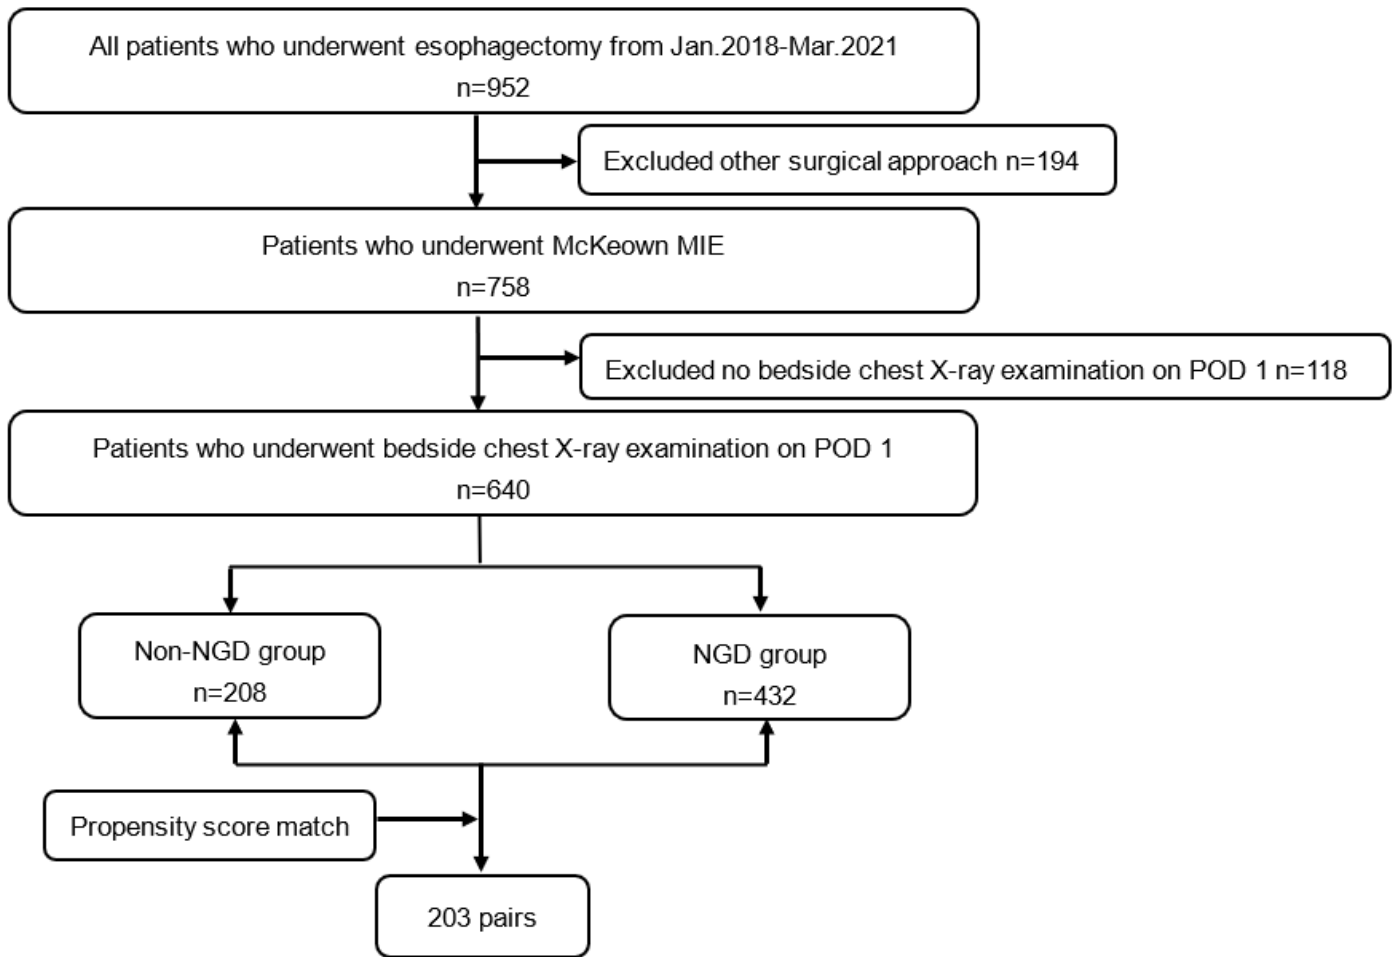 All patients who underwent esophagectomy from Jan.2018-Mar.2021
n=952
Excluded other surgical approach n=194
Patients who underwent McKeown MIE
n=758
Excluded no bedside chest X-ray examination on POD 1 n=118
Patients who underwent bedside chest X-ray examination on POD 1
n=640
Non-NGD group
n=208
NGD group
n=432
Propensity score match
203 pairs